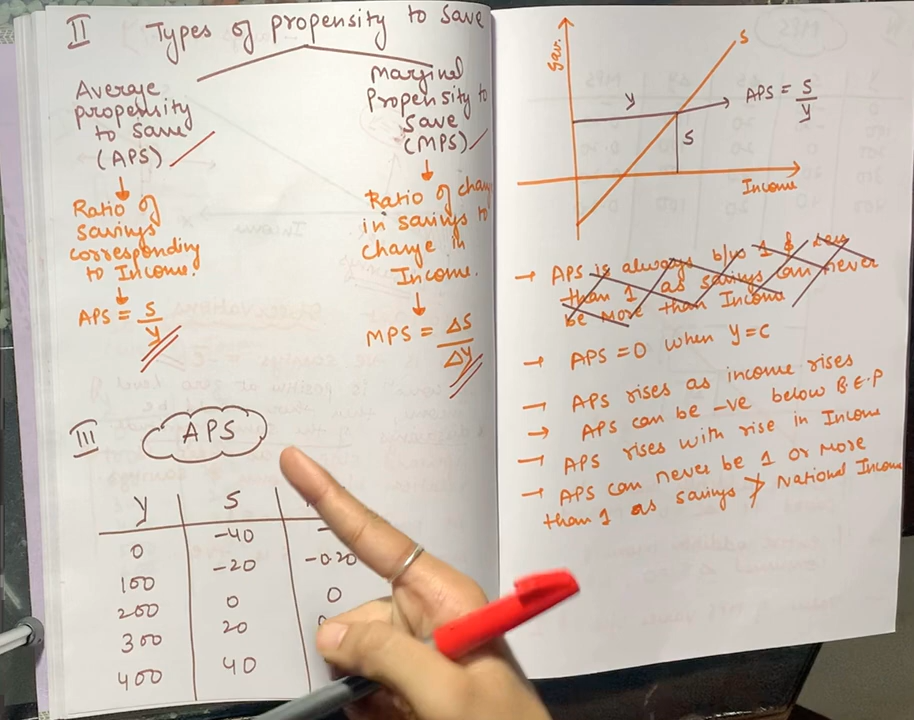 II Types of propensity to save
Average
propensity
to save
(APS)
Ratio of
savings
corresponding
to Income.
APS = S/Y
Marginal
Propensity to
Save
(MPS)
Ratio of change
in savings to
change in
Income.
MPS = ΔS/ΔY
III APS
Y S
0 -40 -
100 -20 -0.20
200 0 0
300 20
400 40
Sav.
S
Y
APS = S/Y
S
Income
→ APS is always b/w 1 & less
than 1 as savings can never
be more than Income
→ APS = 0 when Y=C
→ APS rises as income rises
→ APS can be -ve below B.E.P
→ APS rises with rise in Income
→ APS can never be 1 or more
than 1 as savings ≯ National Income